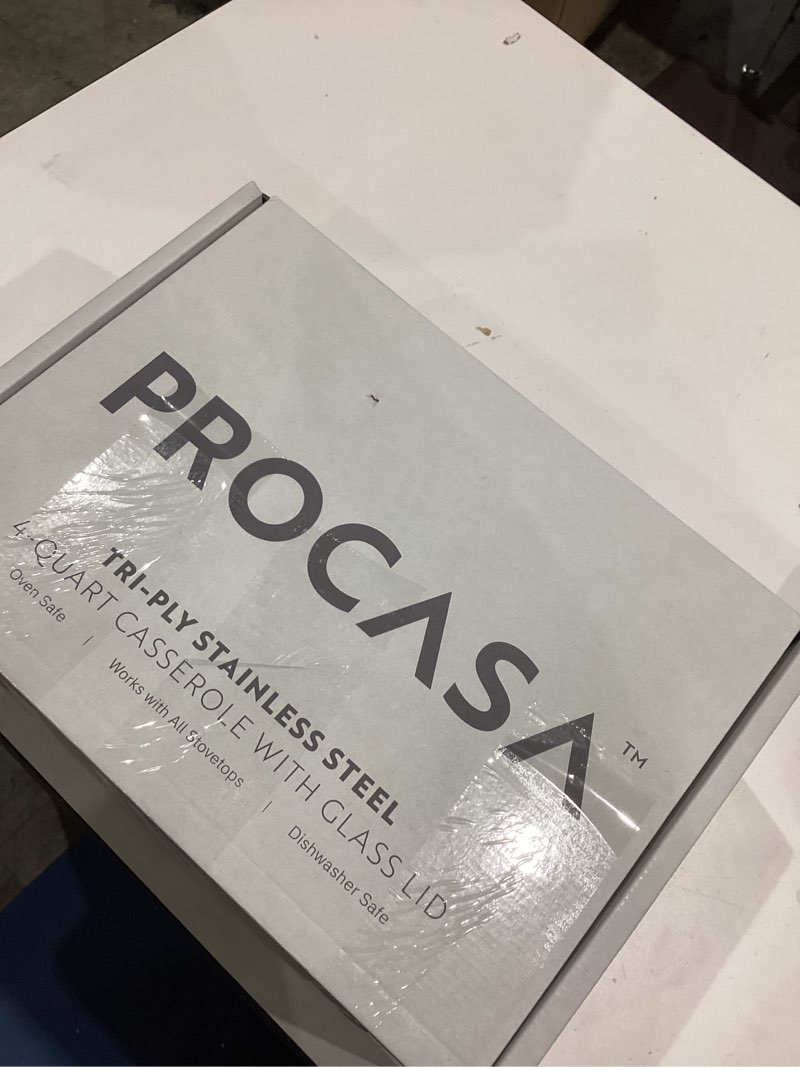 PROCASA™
TRI-PLY STAINLESS STEEL
4-QUART CASSEROLE WITH GLASS LID
Oven Safe | Works with All Stovetops | Dishwasher Safe